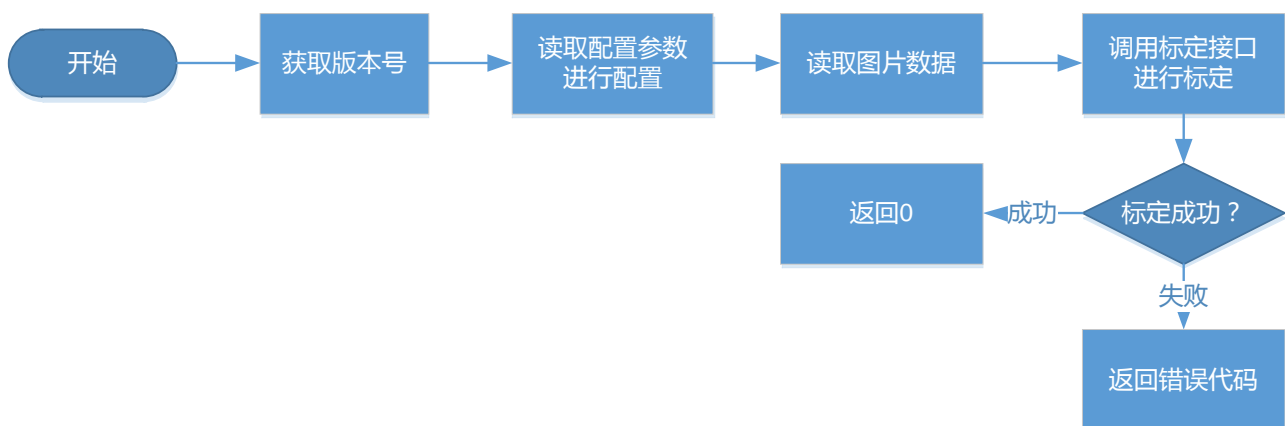 开始
获取版本号
读取配置参数
进行配置
读取图片数据
调用标定接口
进行标定
标定成功？
成功
返回0
失败
返回错误代码